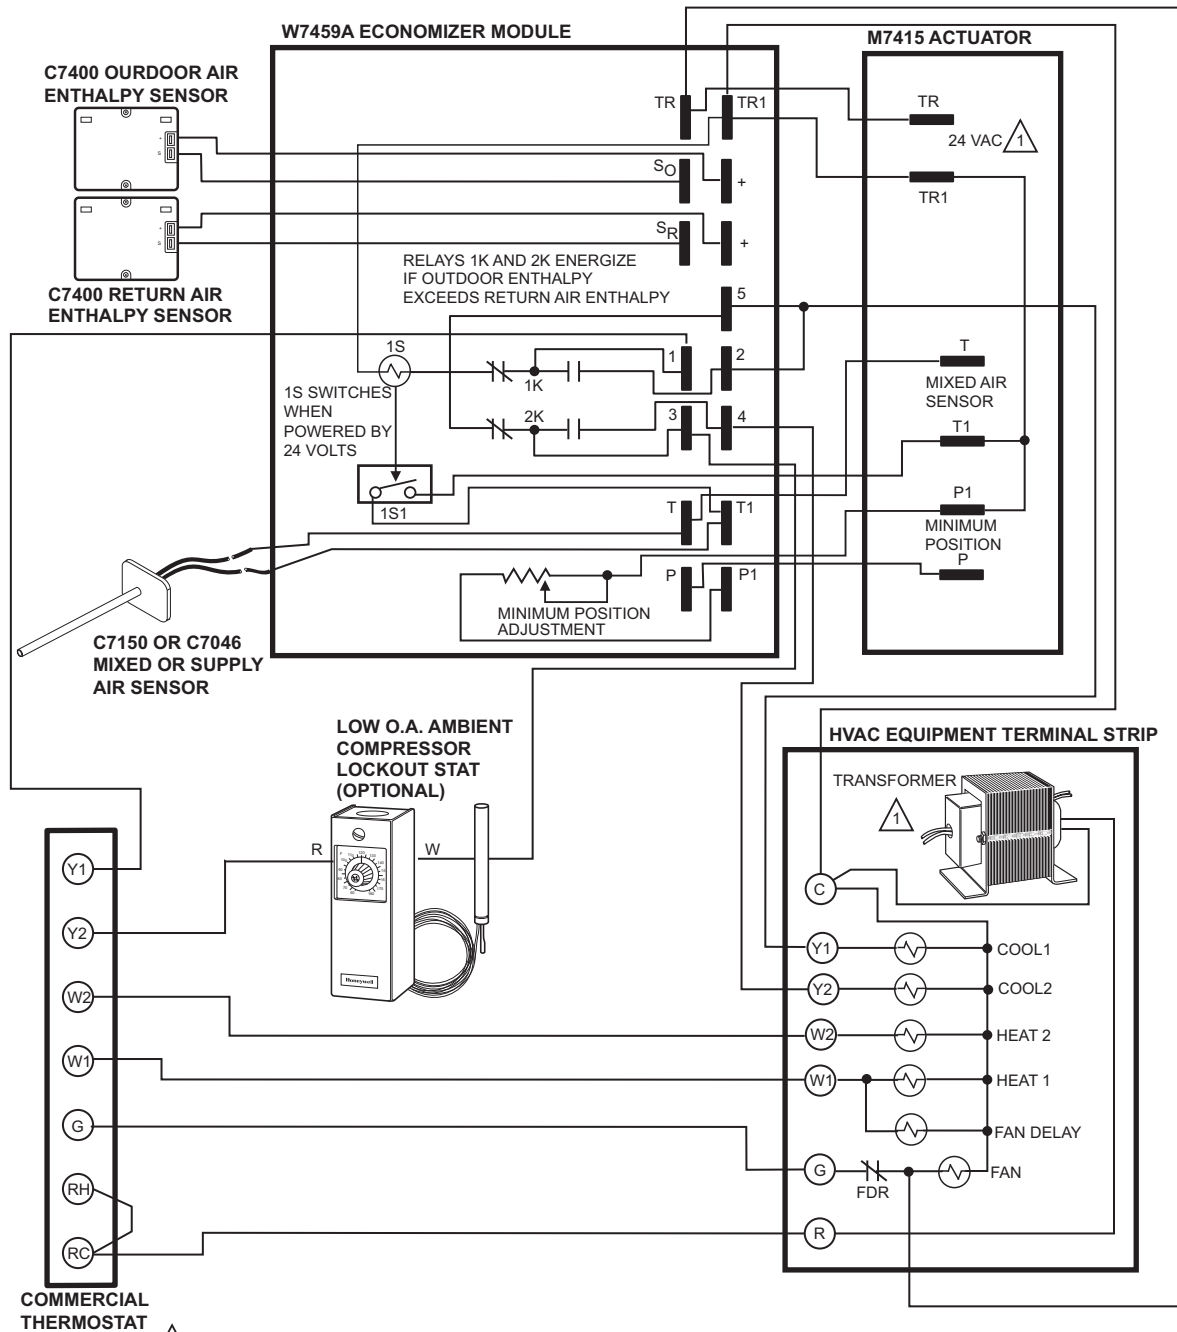 W7459A ECONOMIZER MODULE
M7415 ACTUATOR
C7400 OURDOOR AIR
ENTHALPY SENSOR
TR
TR1
TR
24 VAC 1
+
S
SO
+
TR1
+
S
SR
+
RELAYS 1K AND 2K ENERGIZE
IF OUTDOOR ENTHALPY
EXCEEDS RETURN AIR ENTHALPY
C7400 RETURN AIR
ENTHALPY SENSOR
5
1S
1
2
T
1K
MIXED AIR
SENSOR
1S SWITCHES
WHEN
POWERED BY
24 VOLTS
2K
3
4
T1
1S1
T
T1
P1
MINIMUM
POSITION
P
P
P1
MINIMUM POSITION
ADJUSTMENT
C7150 OR C7046
MIXED OR SUPPLY
AIR SENSOR
LOW O.A. AMBIENT
COMPRESSOR
LOCKOUT STAT
(OPTIONAL)
HVAC EQUIPMENT TERMINAL STRIP
TRANSFORMER
1
R
W
Honeywell
C
Y1
COOL1
Y2
COOL2
W2
HEAT 2
W1
HEAT 1
FAN DELAY
G
FDR
FAN
R
Y1
Y2
W2
W1
G
RH
RC
COMMERCIAL
THERMOSTAT